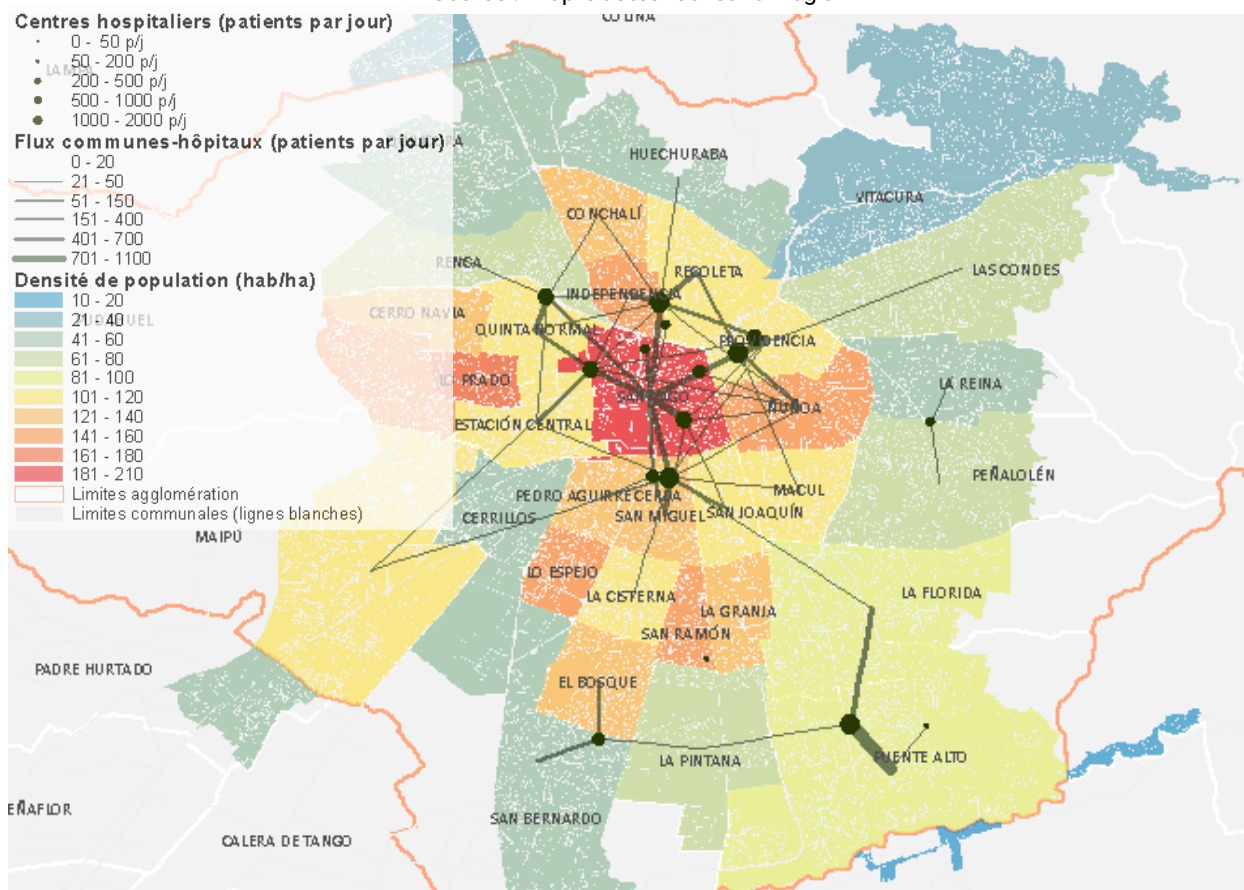 Centres hospitaliers (patients par jour)
0 - 50 p/j
50 - 200 p/j
200 - 500 p/j
500 - 1000 p/j
1000 - 2000 p/j
Flux communes-hôpitaux (patients par jour)
0 - 20
21 - 50
51 - 150
151 - 400
401 - 700
701 - 1100
Densité de population (hab/ha)
10 - 20
21 - 40
41 - 60
61 - 80
81 - 100
101 - 120
121 - 140
141 - 160
161 - 180
181 - 210
Limites agglomération
Limites communales (lignes blanches)
COLINA
LAMPA
HUECHURABA
VITACURA
CONCHALÍ
RENCA
RECOLETA
LAS CONDES
INDEPENDENCIA
CERRO NAVIA
QUINTA NORMAL
PROVIDENCIA
LO PRADO
LA REINA
SANTIAGO
ÑUÑOA
ESTACIÓN CENTRAL
PEÑALOLÉN
PEDRO AGUIRRE CERDA
MACUL
CERRILLOS
SAN MIGUEL
SAN JOAQUÍN
MAIPÚ
LO ESPEJO
LA CISTERNA
LA GRANJA
LA FLORIDA
SAN RAMÓN
PADRE HURTADO
EL BOSQUE
LA PINTANA
PUENTE ALTO
EÑAFLOR
SAN BERNARDO
CALERA DE TANGO